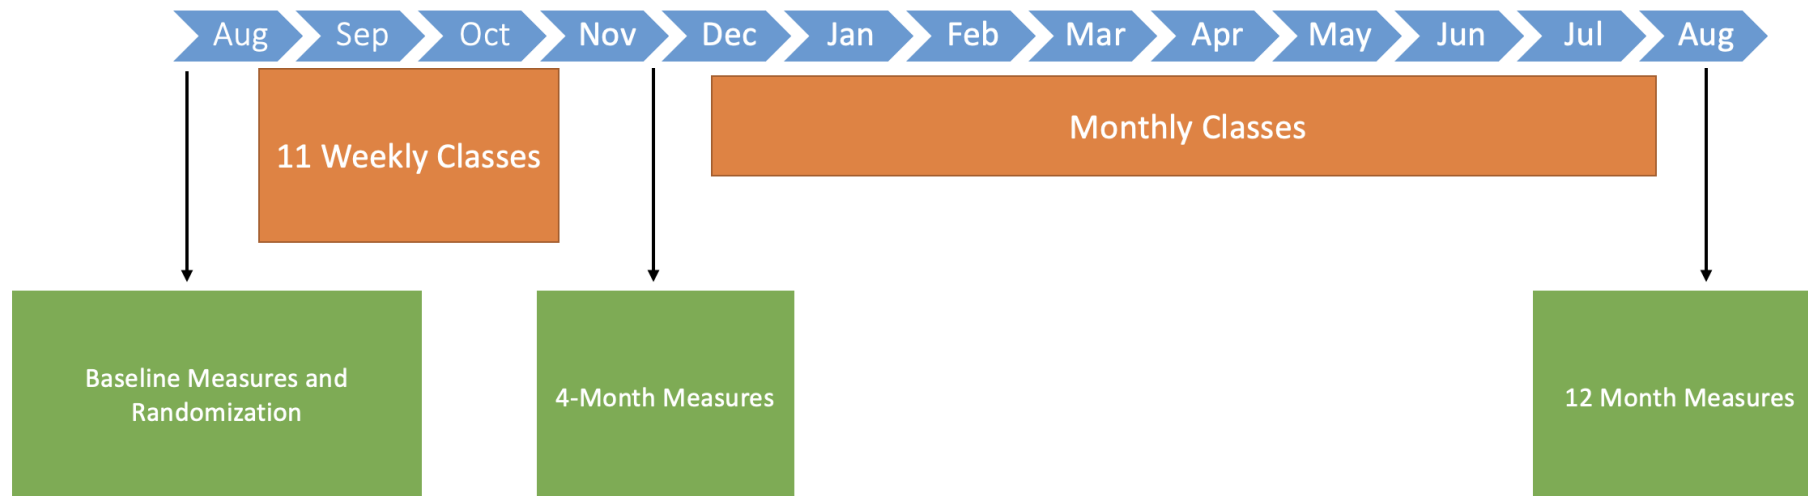 Aug Sep Oct Nov Dec Jan Feb Mar Apr May Jun Jul Aug
11 Weekly Classes
Monthly Classes
Baseline Measures and
Randomization
4-Month Measures
12 Month Measures